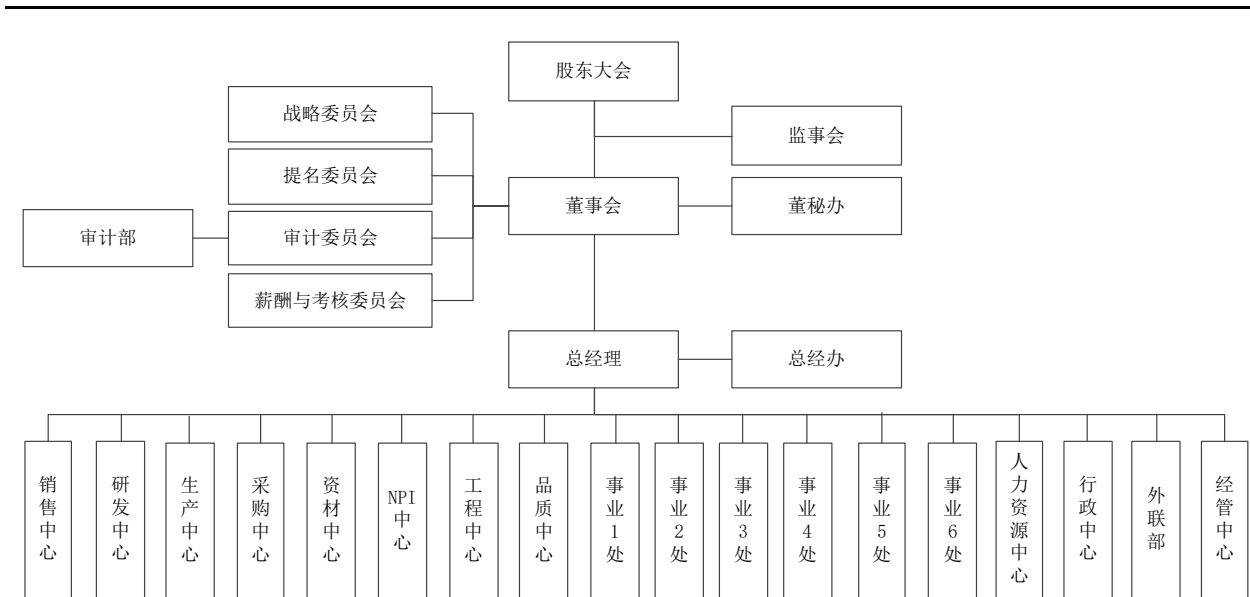 股东大会
战略委员会
监事会
提名委员会
董事会
董秘办
审计部
审计委员会
薪酬与考核委员会
总经理
总经办
销售中心
研发中心
生产中心
采购中心
资材中心
NPI中心
工程中心
品质中心
事业1处
事业2处
事业3处
事业4处
事业5处
事业6处
人力资源中心
行政中心
外联部
经管中心